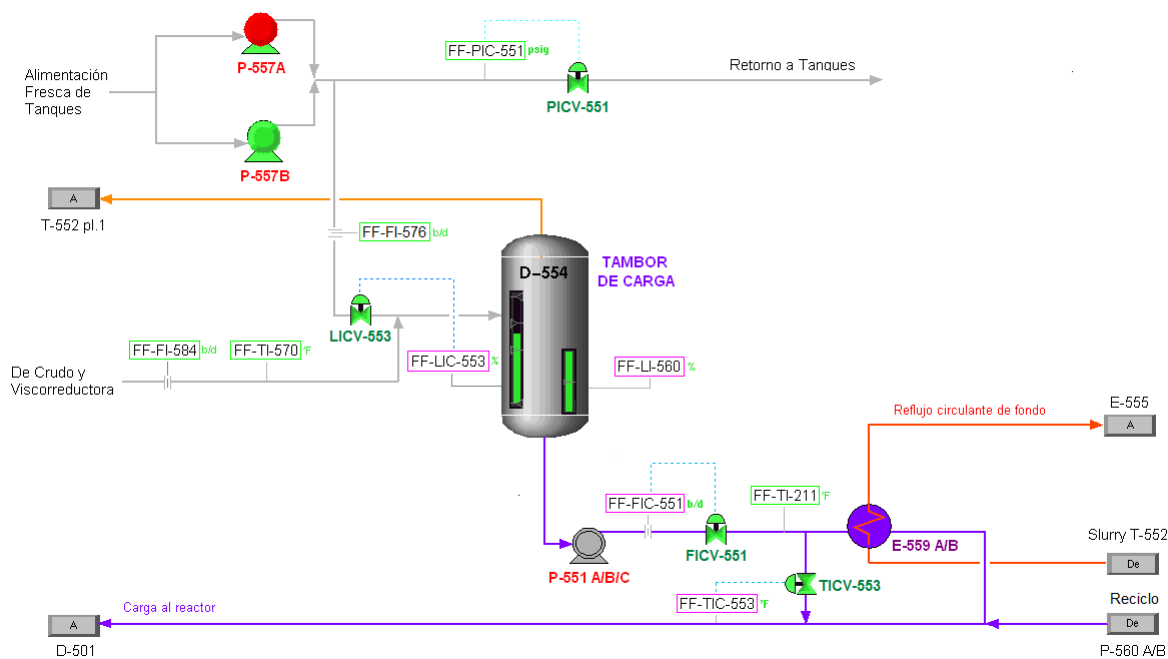 FF-PIC-551 psig
P-557A
Alimentación
Fresca de
Tanques
Retorno a Tanques
PICV-551
P-557B
A
T-552 pl.1
FF-FI-576 b/d
D-554
TAMBOR
DE CARGA
LICV-553
FF-FI-584 b/d
FF-TI-570 °F
FF-LIC-553 %
FF-LI-560 %
De Crudo y
Viscorreductora
E-555
A
Reflujo circulante de fondo
FF-FIC-551 b/d
FF-TI-211 °F
Slurry T-552
De
E-559 A/B
FICV-551
P-551 A/B/C
TICV-553
FF-TIC-553 °F
Reciclo
De
P-560 A/B
Carga al reactor
A
D-501